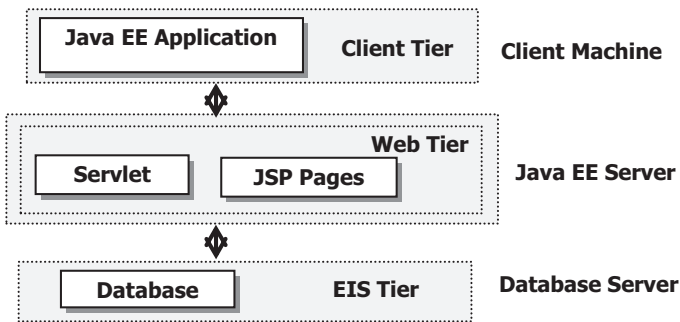 Java EE Application
Client Tier
Client Machine
Web Tier
Servlet
JSP Pages
Java EE Server
Database
EIS Tier
Database Server